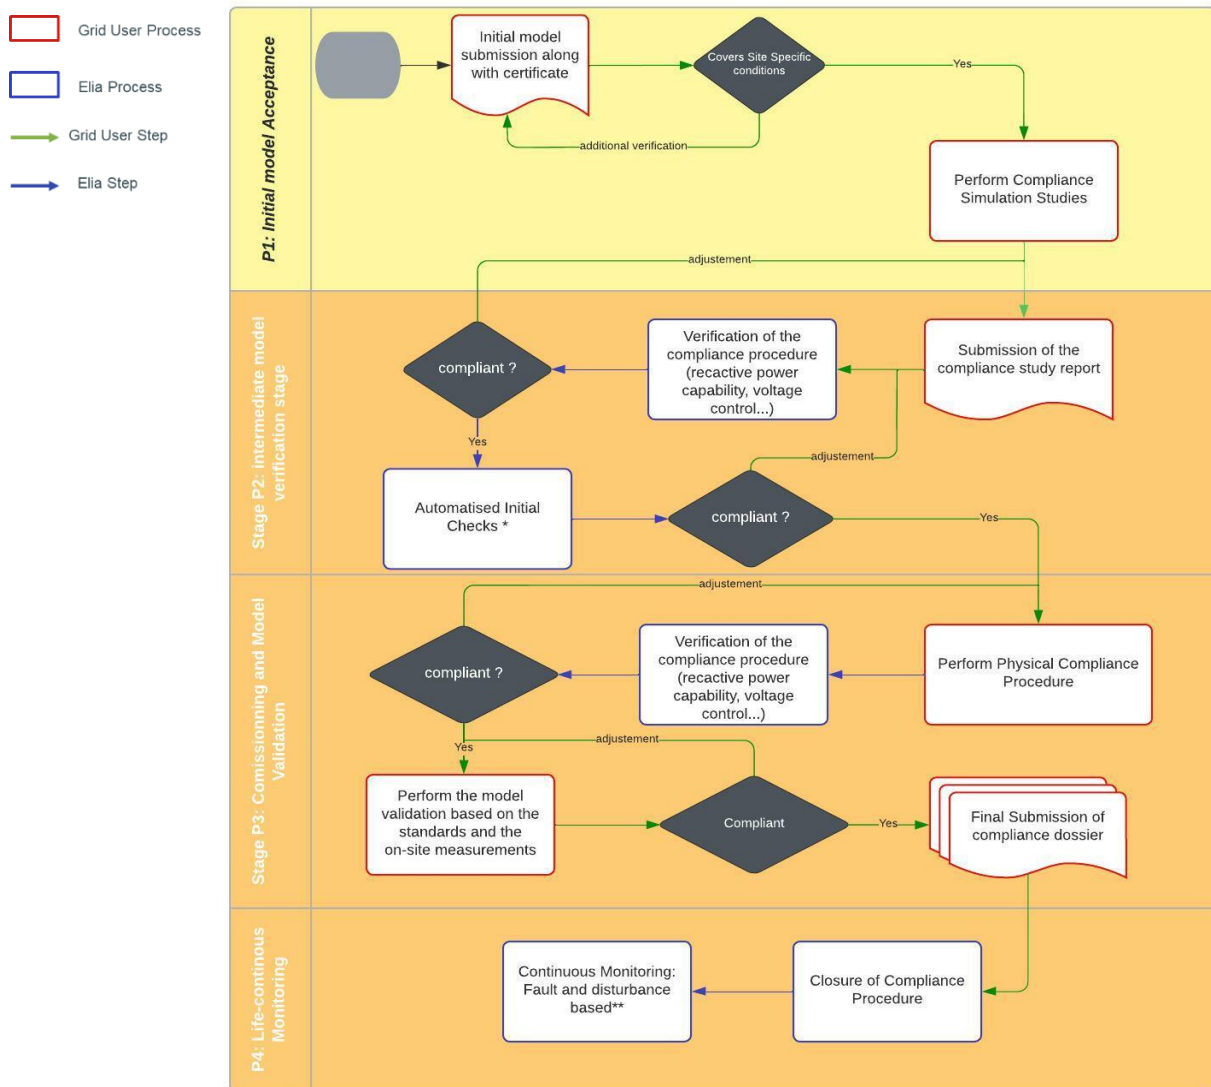 Grid User Process
Elia Process
Grid User Step
Elia Step
P1: Initial model Acceptance
Initial model
submission along
with certificate
Covers Site Specific
conditions
Yes
additional verification
Perform Compliance
Simulation Studies
adjustement
Stage P2: intermediate model
verification stage
compliant ?
Verification of the
compliance procedure
(recactive power
capability, voltage
control...)
Submission of the
compliance study report
Yes
adjustement
Automatised Initial
Checks *
compliant ?
Yes
Stage P3: Comissionning and Model
Validation
adjustement
compliant ?
Verification of the
compliance procedure
(recactive power
capability, voltage
control...)
Perform Physical Compliance
Procedure
Yes
adjustement
Perform the model
validation based on the
standards and the
on-site measurements
Compliant
Yes
Final Submission of
compliance dossier
P4: Life-continous
Monitoring
Continuous Monitoring:
Fault and disturbance
based**
Closure of Compliance
Procedure